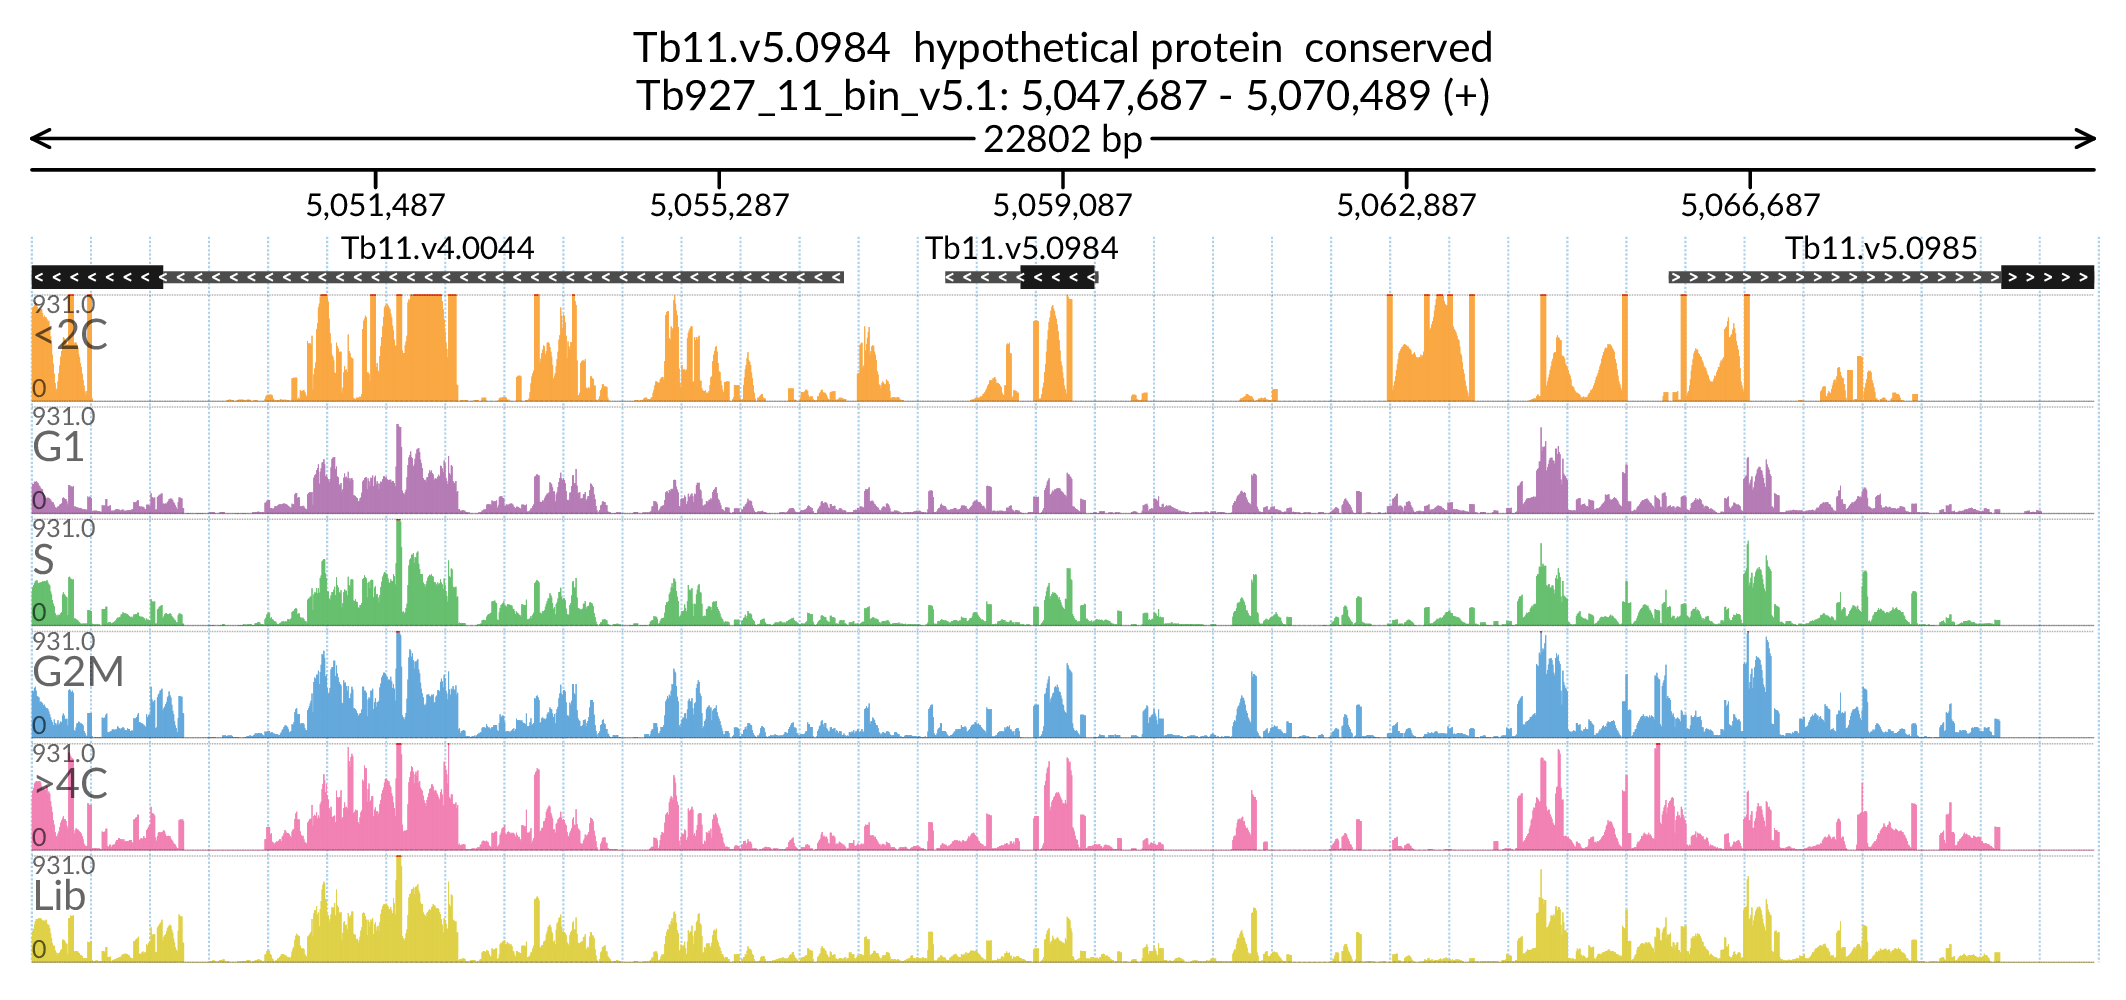 Tb11.v5.0984 hypothetical protein conserved
Tb927_11_bin_v5.1: 5,047,687 - 5,070,489 (+)
22802 bp
5,051,487 5,055,287 5,059,087 5,062,887 5,066,687
Tb11.v4.0044 Tb11.v5.0984 Tb11.v5.0985
931.0
<2C
0
931.0
G1
0
931.0
S
0
931.0
G2M
0
931.0
>4C
0
931.0
Lib
0